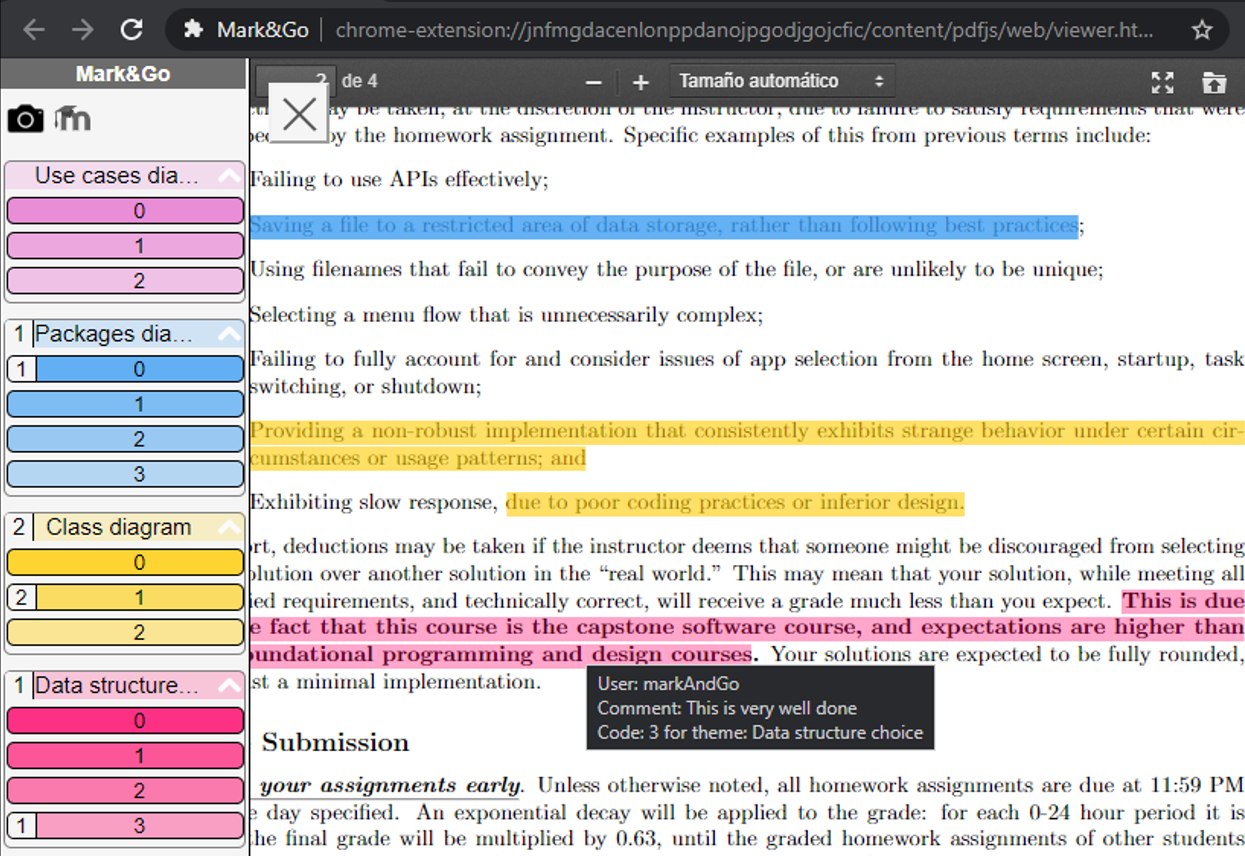 Mark&Go
chrome-extension://jnfmgdacenlonppdanojpgodjgojcfic/content/pdfjs/web/viewer.ht...
Mark&Go
2 de 4
Tamaño automático
Use cases dia...
0
1
2
1 Packages dia...
1 0
1
2
3
2 Class diagram
0
2 1
2
1 Data structure...
0
1
2
1 3
may be taken, at the discretion of the instructor, due to failure to satisfy requirements that were
by the homework assignment. Specific examples of this from previous terms include:
Failing to use APIs effectively;
Saving a file to a restricted area of data storage, rather than following best practices;
Using filenames that fail to convey the purpose of the file, or are unlikely to be unique;
Selecting a menu flow that is unnecessarily complex;
Failing to fully account for and consider issues of app selection from the home screen, startup, task
switching, or shutdown;
Providing a non-robust implementation that consistently exhibits strange behavior under certain cir-
cumstances or usage patterns; and
Exhibiting slow response, due to poor coding practices or inferior design.
ort, deductions may be taken if the instructor deems that someone might be discouraged from selecting
olution over another solution in the “real world.” This may mean that your solution, while meeting all
ied requirements, and technically correct, will receive a grade much less than you expect. This is due
e fact that this course is the capstone software course, and expectations are higher than
oundational programming and design courses. Your solutions are expected to be fully rounded,
st a minimal implementation.
User: markAndGo
Comment: This is very well done
Code: 3 for theme: Data structure choice
Submission
your assignments early. Unless otherwise noted, all homework assignments are due at 11:59 PM
e day specified. An exponential decay will be applied to the grade: for each 0-24 hour period it is
the final grade will be multiplied by 0.63, until the graded homework assignments of other students